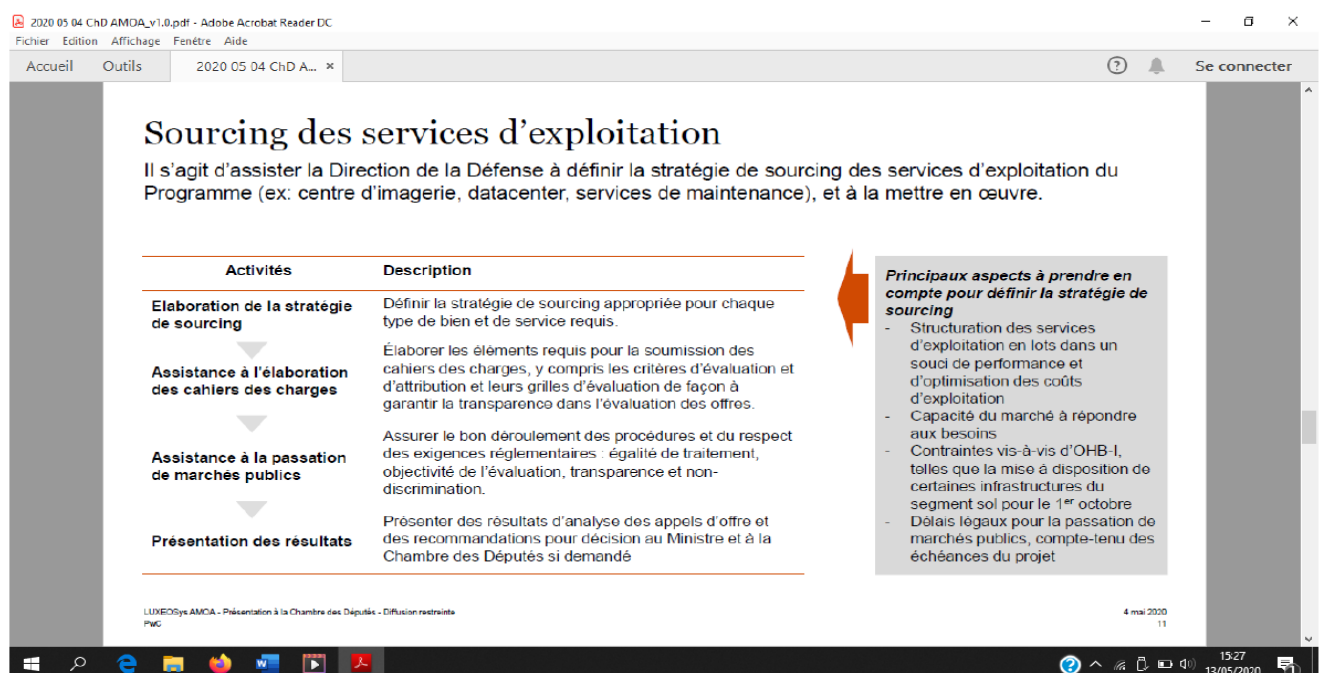 2020 05 04 ChD AMOA_v1.0.pdf - Adobe Acrobat Reader DC
Fichier Edition Affichage Fenêtre Aide
Accueil Outils 2020 05 04 ChD A... × Se connecter
Sourcing des services d'exploitation
Il s'agit d'assister la Direction de la Défense à définir la stratégie de sourcing des services d'exploitation du
Programme (ex: centre d'imagerie, datacenter, services de maintenance), et à la mettre en œuvre.
Activités Description
Elaboration de la stratégie
de sourcing
Définir la stratégie de sourcing appropriée pour chaque
type de bien et de service requis.
Assistance à l'élaboration
des cahiers des charges
Élaborer les éléments requis pour la soumission des
cahiers des charges, y compris les critères d'évaluation et
d'attribution et leurs grilles d'évaluation de façon à
garantir la transparence dans l'évaluation des offres.
Assistance à la passation
de marchés publics
Assurer le bon déroulement des procédures et du respect
des exigences réglementaires : égalité de traitement,
objectivité de l'évaluation, transparence et non-
discrimination.
Présentation des résultats
Présenter des résultats d'analyse des appels d'offre et
des recommandations pour décision au Ministre et à la
Chambre des Députés si demandé
Principaux aspects à prendre en
compte pour définir la stratégie de
sourcing
- Structuration des services
d'exploitation en lots dans un
souci de performance et
d'optimisation des coûts
d'exploitation
- Capacité du marché à répondre
aux besoins
- Contraintes vis-à-vis d'OHB-I,
telles que la mise à disposition de
certaines infrastructures du
segment sol pour le 1er octobre
- Délais légaux pour la passation de
marchés publics, compte-tenu des
échéances du projet
LUXEOSys AMOA - Présentation à la Chambre des Députés - Diffusion restreinte
PwC
4 mai 2020
11
15:27
13/05/2020